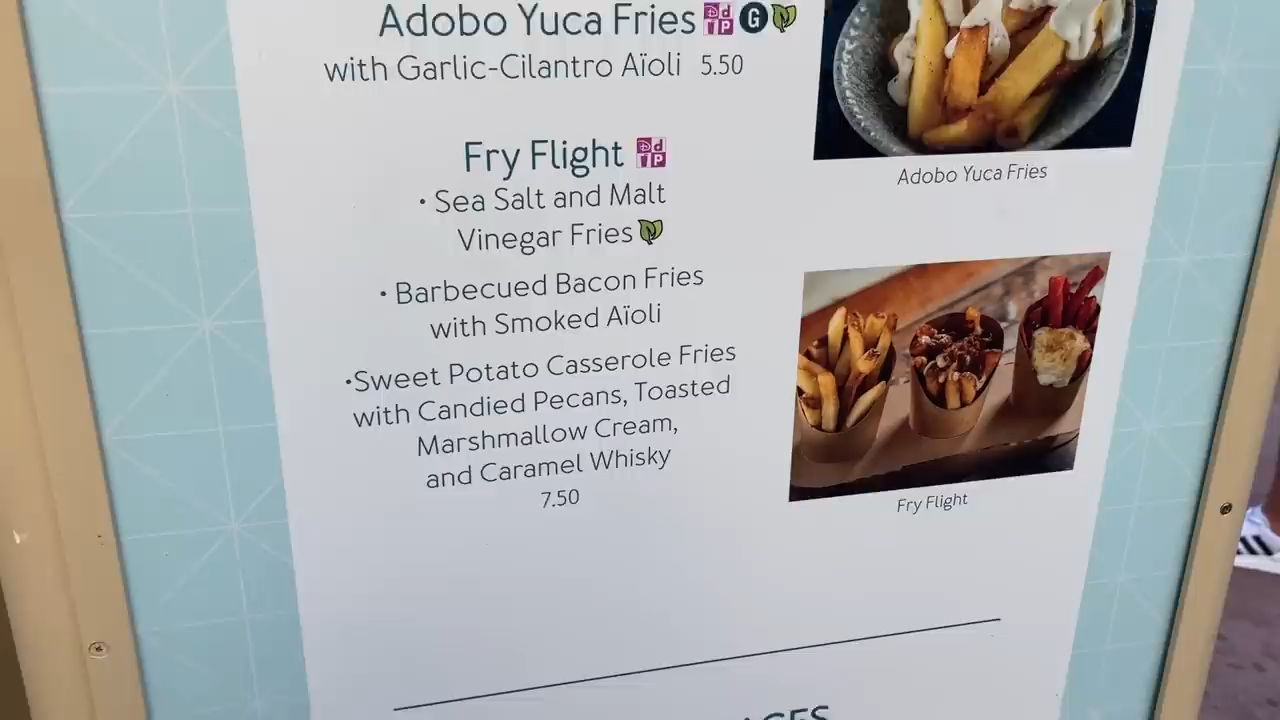 Adobo Yuca Fries
with Garlic-Cilantro Aïoli 5.50
Adobo Yuca Fries
Fry Flight
• Sea Salt and Malt
Vinegar Fries
• Barbecued Bacon Fries
with Smoked Aïoli
•Sweet Potato Casserole Fries
with Candied Pecans, Toasted
Marshmallow Cream,
and Caramel Whisky
7.50
Fry Flight